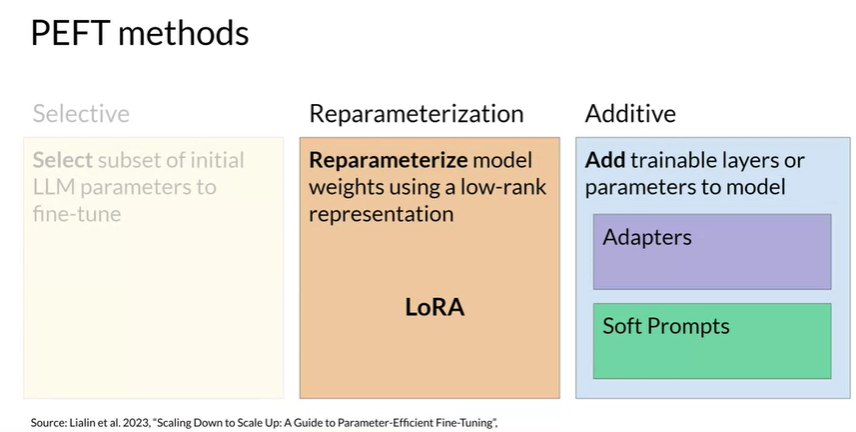 PEFT methods
Selective
Select subset of initial
LLM parameters to
fine-tune
Reparameterization
Reparameterize model
weights using a low-rank
representation
LoRA
Additive
Add trainable layers or
parameters to model
Adapters
Soft Prompts
Source: Lialin et al. 2023, “Scaling Down to Scale Up: A Guide to Parameter-Efficient Fine-Tuning”,